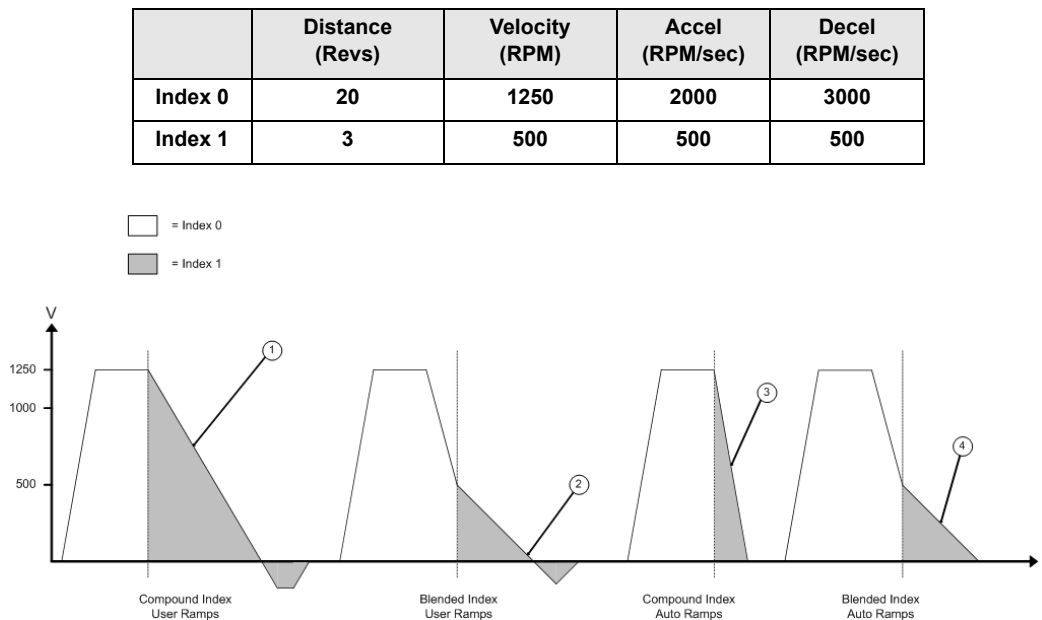 Distance (Revs) Velocity (RPM) Accel (RPM/sec) Decel (RPM/sec)
Index 0 20 1250 2000 3000
Index 1 3 500 500 500
= Index 0
= Index 1
V
1250
1000
500
1
2
3
4
Compound Index
User Ramps
Blended Index
User Ramps
Compound Index
Auto Ramps
Blended Index
Auto Ramps